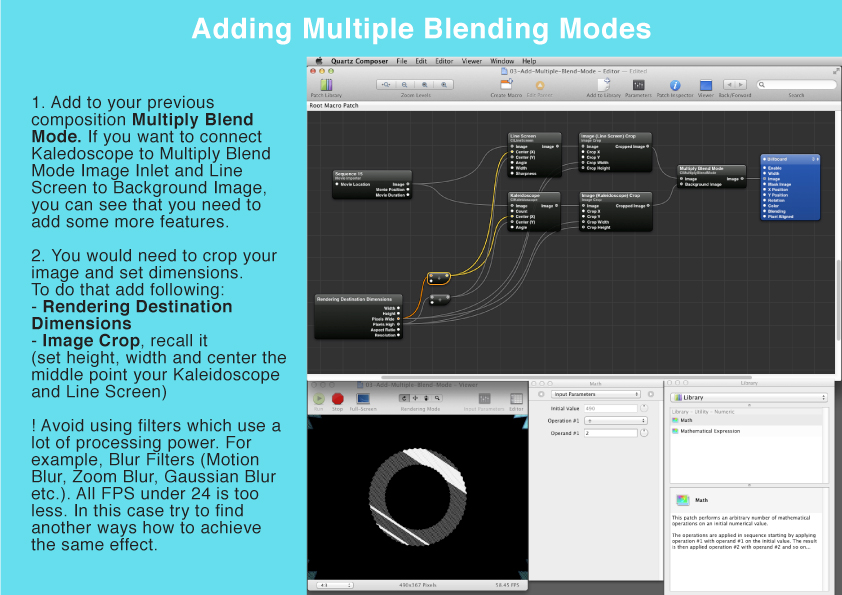 Adding Multiple Blending Modes
1. Add to your previous
composition Multiply Blend
Mode. If you want to connect
Kaledoscope to Multiply Blend
Mode Image Inlet and Line
Screen to Background Image,
you can see that you need to
add some more features.
2. You would need to crop your
image and set dimensions.
To do that add following:
- Rendering Destination
Dimensions
- Image Crop, recall it
(set height, width and center the
middle point your Kaleidoscope
and Line Screen)
! Avoid using filters which use a
lot of processing power. For
example, Blur Filters (Motion
Blur, Zoom Blur, Gaussian Blur
etc.). All FPS under 24 is too
less. In this case try to find
another ways how to achieve
the same effect.
Quartz Composer File Edit Editor Viewer Window Help
03-Add-Multiple-Blend-Mode – Editor — Edited
Patch Library
Zoom Levels
Create Macro Edit Parent
Add to Library Parameters Patch Inspector Viewer Back/Forward
Search
Root Macro Patch
Line Screen
Image Image
Center (X)
Center (Y)
Angle
Width
Sharpness
Image (Line Screen) Crop
Image Crop
Image Cropped Image
Crop X
Crop Y
Crop Width
Crop Height
Sequence 15
Movie Importer
Movie Location Image
Movie Position
Movie Duration
Kaleidoscope
Image Image
Count
Center (X)
Center (Y)
Angle
Image (Kaleidoscope) Crop
Image Crop
Image Cropped Image
Crop X
Crop Y
Crop Width
Crop Height
Multiply Blend Mode
Image Image
Background Image
Billboard
Enable
Width
Image
Mask Image
X Position
Y Position
Rotation
Color
Blending
Pixel Aligned
Rendering Destination Dimensions
Width
Height
Pixels Wide
Pixels High
Aspect Ratio
Resolution
03-Add-Multiple-Blend-Mode – Viewer
Run Stop Full-Screen
Rendering Mode
Input Parameters Editor
4:3
490x367 Pixels
58.45 FPS
Math
Input Parameters
Initial Value 490
Operation #1 ÷
Operand #1 2
Library
Library
Library - Utility - Numeric
Math
Mathematical Expression
Math
This patch performs an arbitrary number of mathematical
operations on an initial numerical value.
The operations are applied in sequence starting by applying
operation #1 with operand #1 on the initial value. The result
is then applied operation #2 with operand #2 and so on...